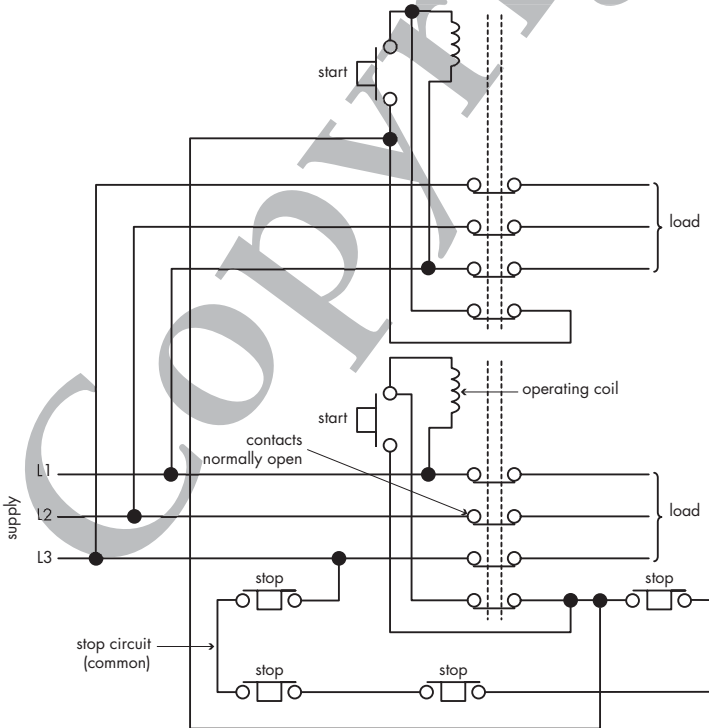 start
load
operating coil
start
contacts
normally open
L1
L2
L3
supply
load
stop
stop
stop circuit
(common)
stop
stop